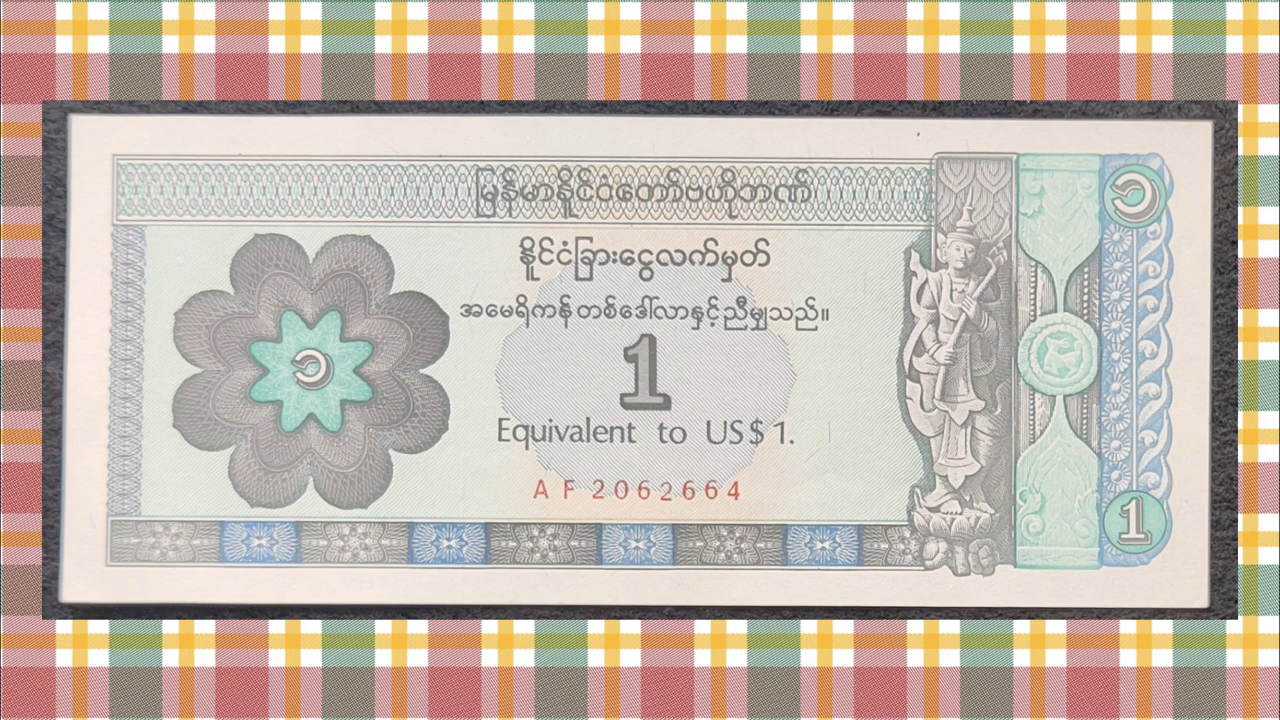 မြန်မာနိုင်ငံတော်ဗဟိုဘဏ်
၁
နိုင်ငံခြားငွေလက်မှတ်
အမေရိကန်တစ်ဒေါ်လာနှင့်ညီမျှသည်။
၁
1
Equivalent to US$ 1.
AF2062664
1